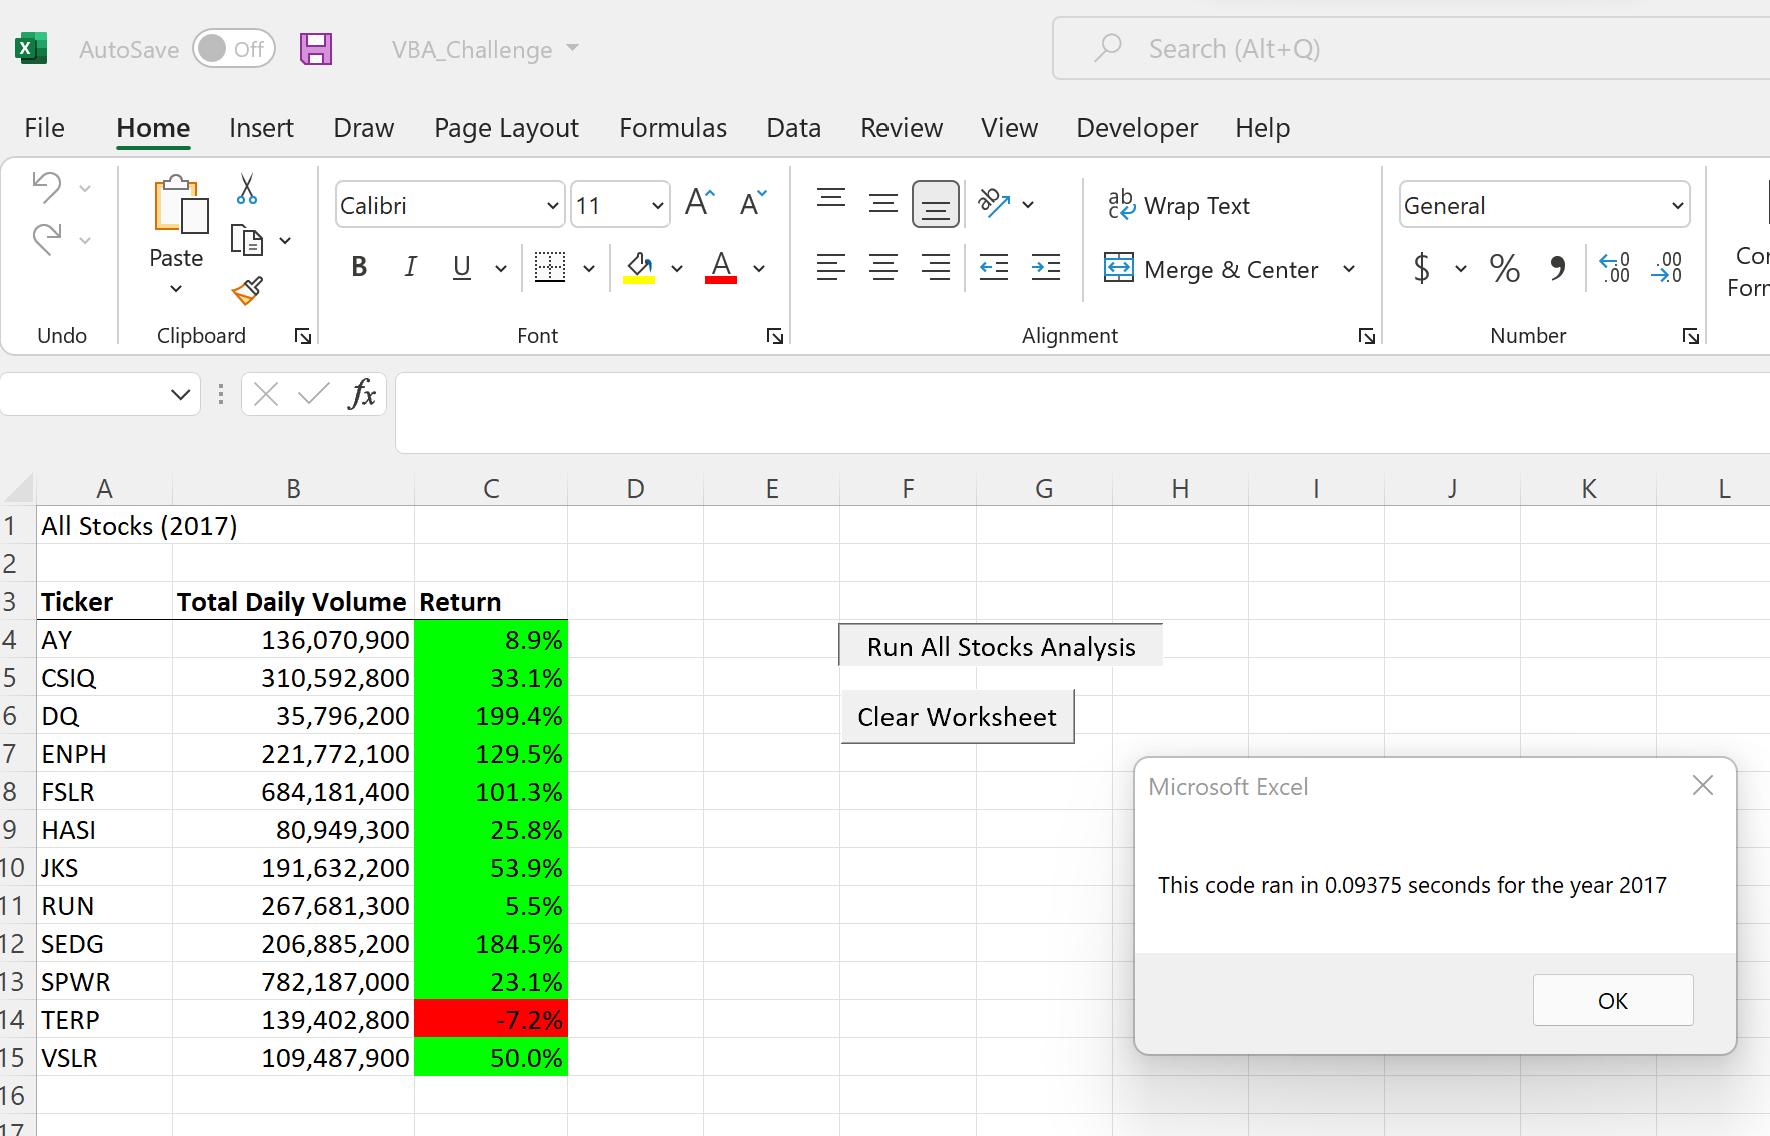 AutoSave Off VBA_Challenge Search (Alt+Q)
File Home Insert Draw Page Layout Formulas Data Review View Developer Help
Calibri 11 A A ab Wrap Text General
Paste B I U A Merge & Center $ % , .00 .0
Undo Clipboard Font Alignment Number
fx
A B C D E F G H I J K L
1 All Stocks (2017)
2
3 Ticker Total Daily Volume Return
4 AY 136,070,900 8.9%
Run All Stocks Analysis
5 CSIQ 310,592,800 33.1%
6 DQ 35,796,200 199.4%
Clear Worksheet
7 ENPH 221,772,100 129.5%
8 FSLR 684,181,400 101.3%
9 HASI 80,949,300 25.8%
10 JKS 191,632,200 53.9%
11 RUN 267,681,300 5.5%
12 SEDG 206,885,200 184.5%
13 SPWR 782,187,000 23.1%
14 TERP 139,402,800 -7.2%
15 VSLR 109,487,900 50.0%
16
17
Microsoft Excel
This code ran in 0.09375 seconds for the year 2017
OK